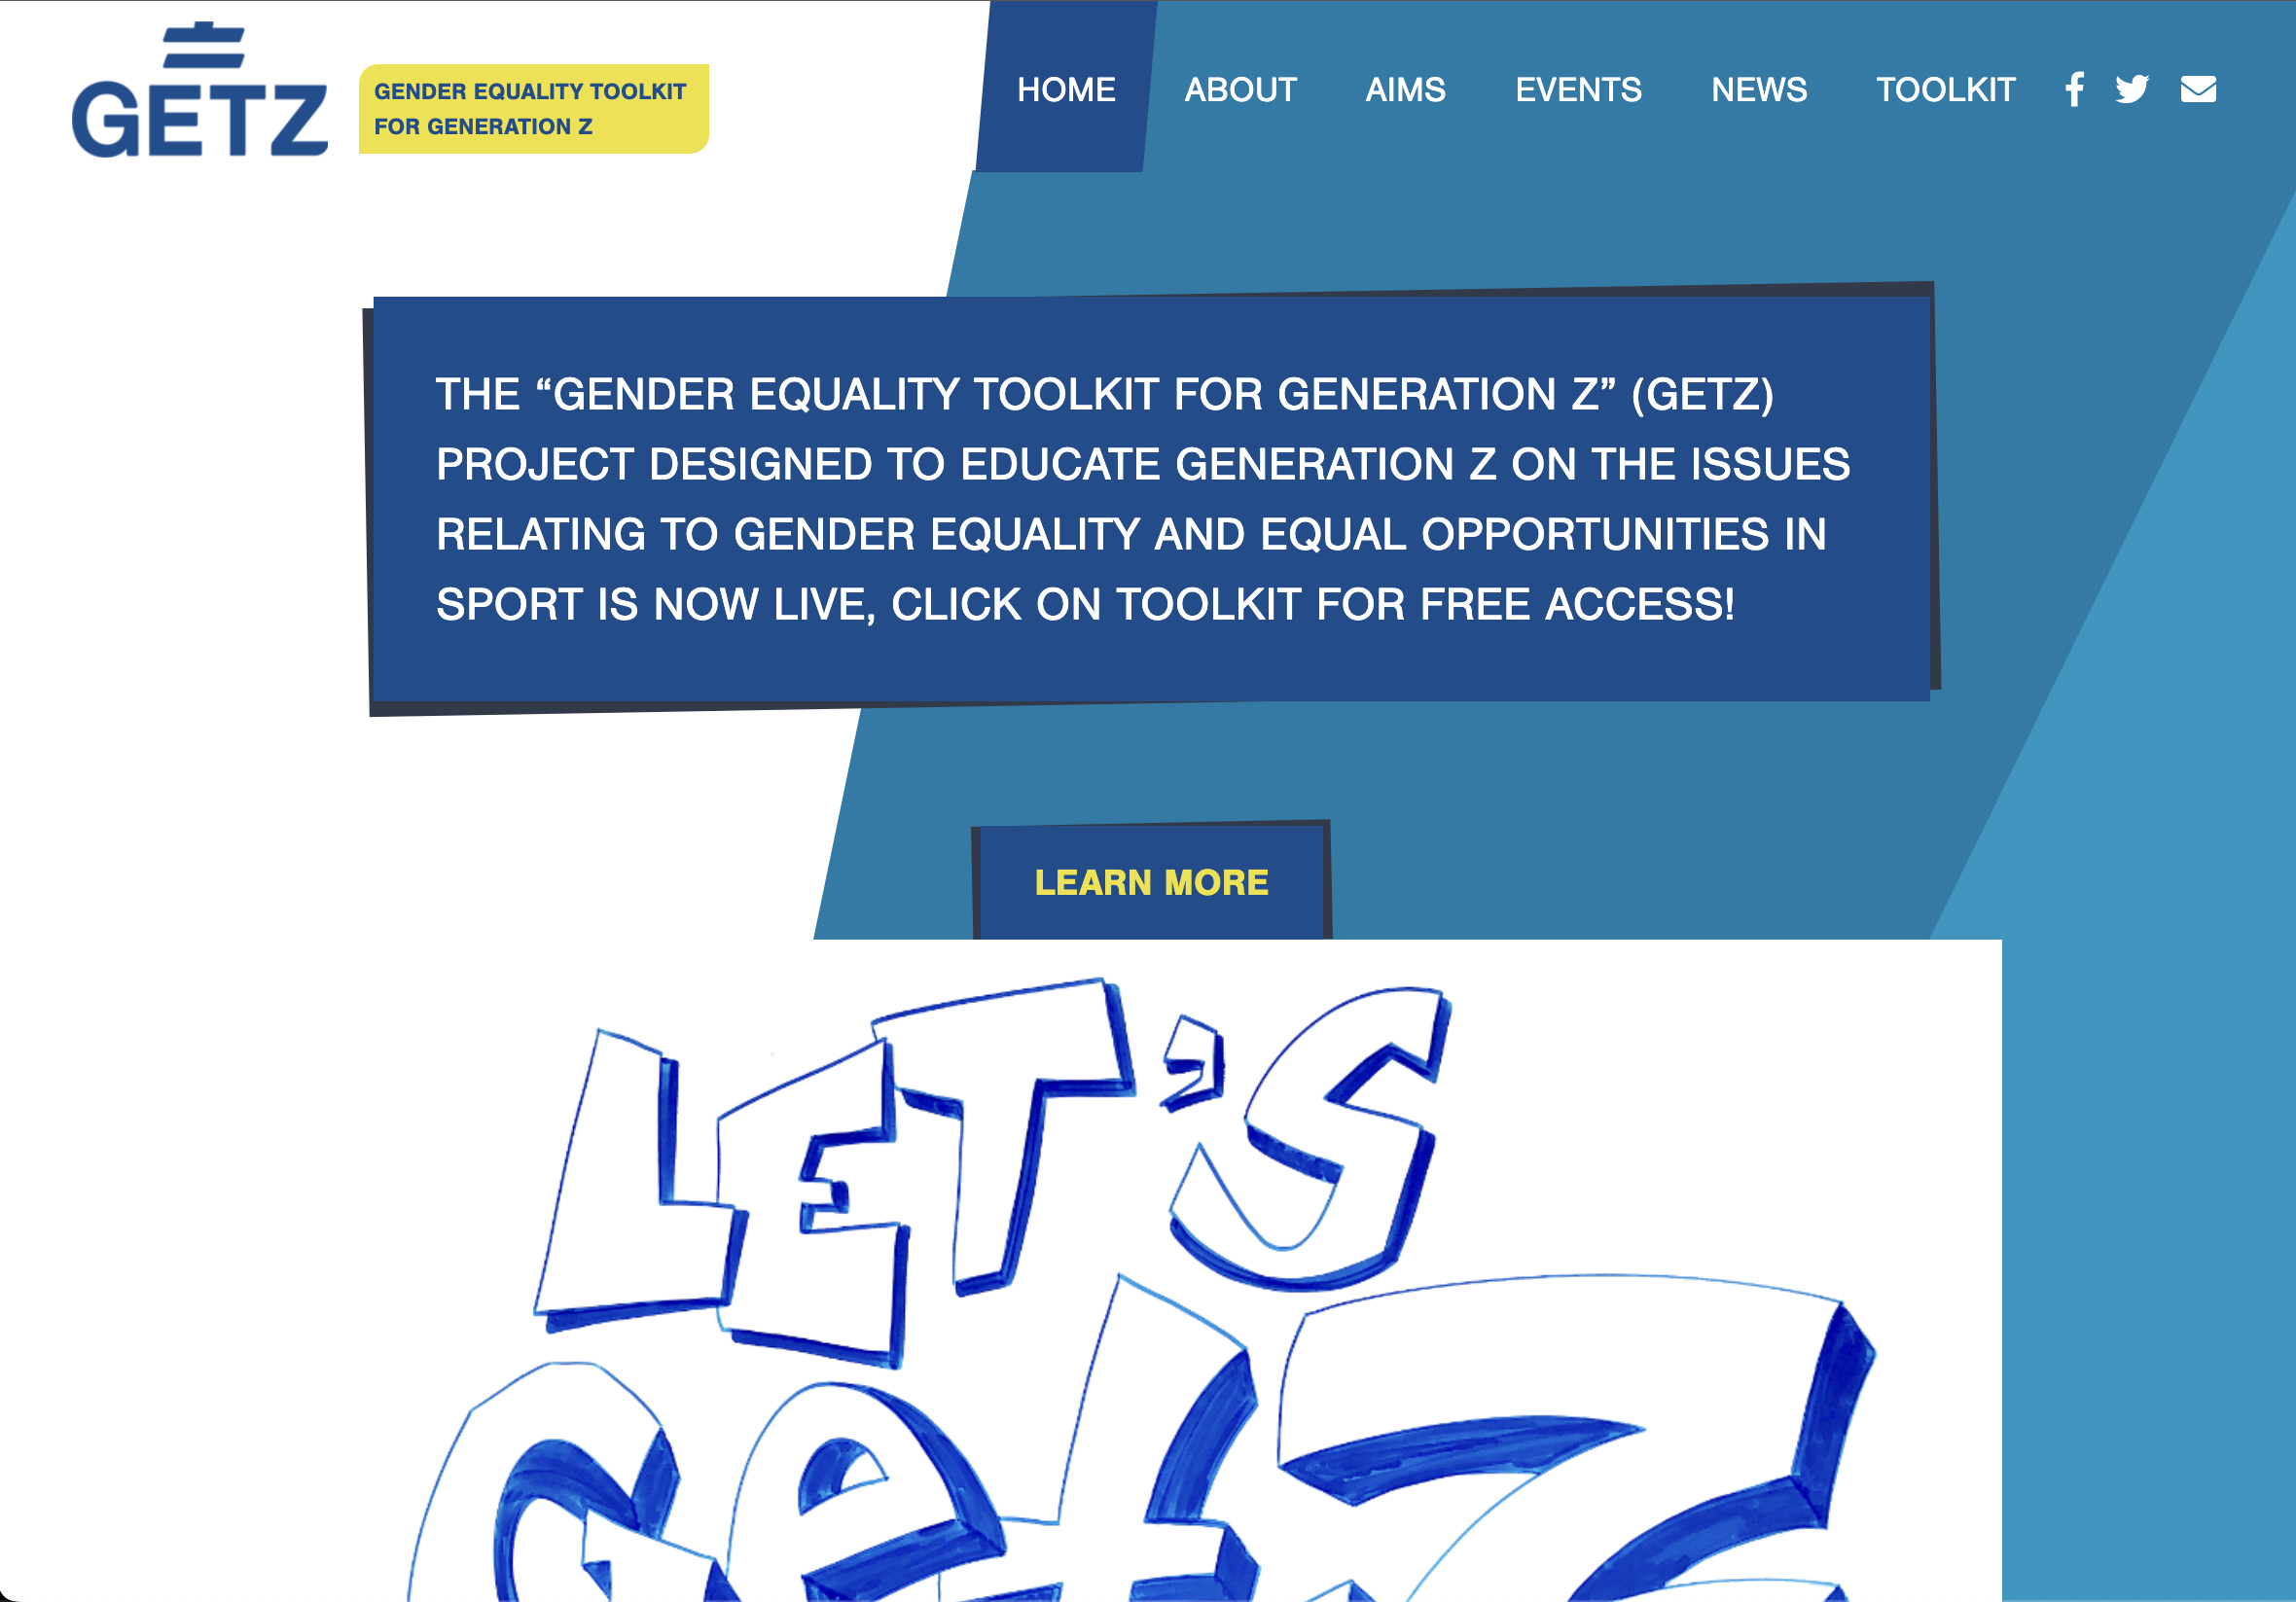 GETZ
GENDER EQUALITY TOOLKIT
FOR GENERATION Z
HOME
ABOUT
AIMS
EVENTS
NEWS
TOOLKIT
THE “GENDER EQUALITY TOOLKIT FOR GENERATION Z” (GETZ)
PROJECT DESIGNED TO EDUCATE GENERATION Z ON THE ISSUES
RELATING TO GENDER EQUALITY AND EQUAL OPPORTUNITIES IN
SPORT IS NOW LIVE, CLICK ON TOOLKIT FOR FREE ACCESS!
LEARN MORE
LET'S
GetZ